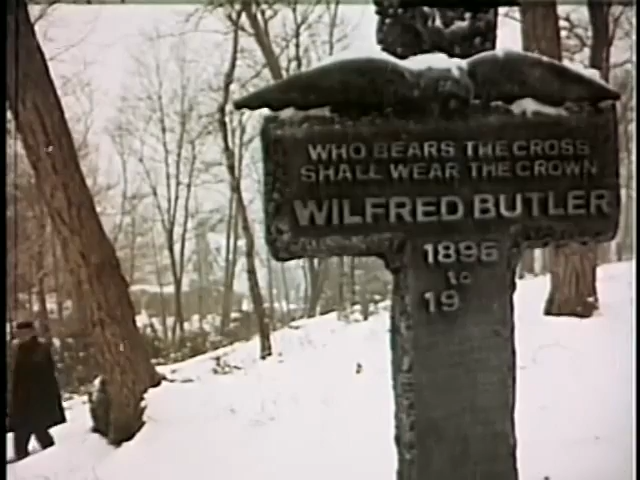 WHO BEARS THE CROSS
SHALL WEAR THE CROWN
WILFRED BUTLER
1896
to
19